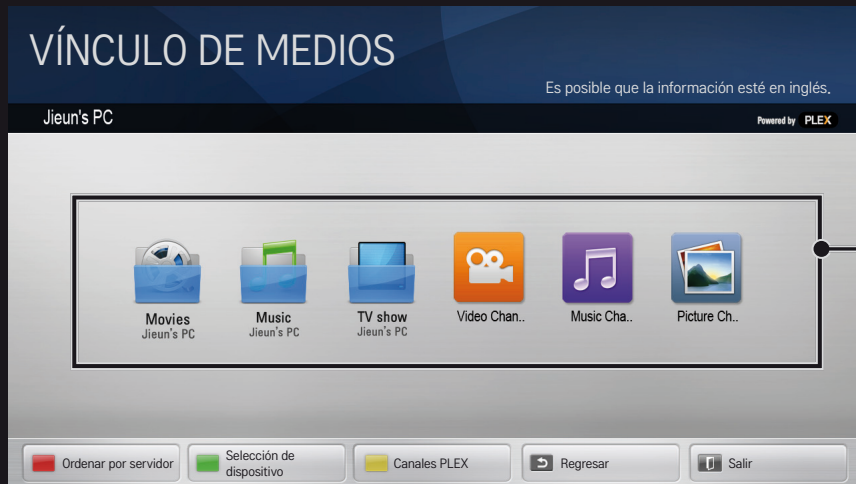 VÍNCULO DE MEDIOS
Es posible que la información esté en inglés.
Jieun's PC
Powered by PLEX
Movies
Jieun's PC
Music
Jieun's PC
TV show
Jieun's PC
Video Chan..
Music Cha..
Picture Ch..
Ordenar por servidor
Selección de
dispositivo
Canales PLEX
Regresar
Salir